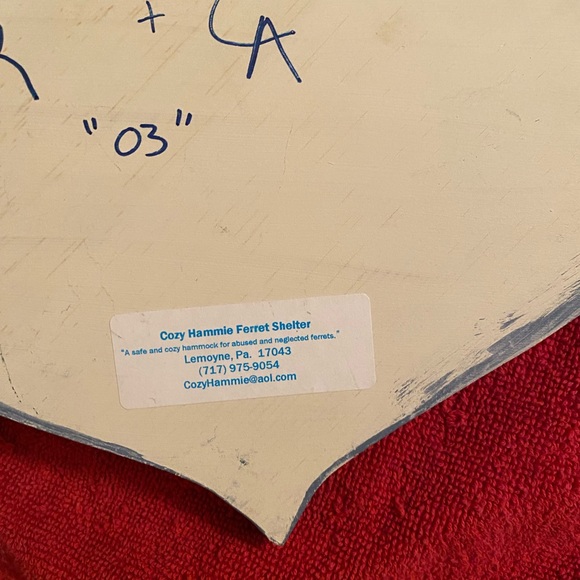 + CA
"03"
Cozy Hammie Ferret Shelter
"A safe and cozy hammock for abused and neglected ferrets."
Lemoyne, Pa. 17043
(717) 975-9054
CozyHammie@aol.com